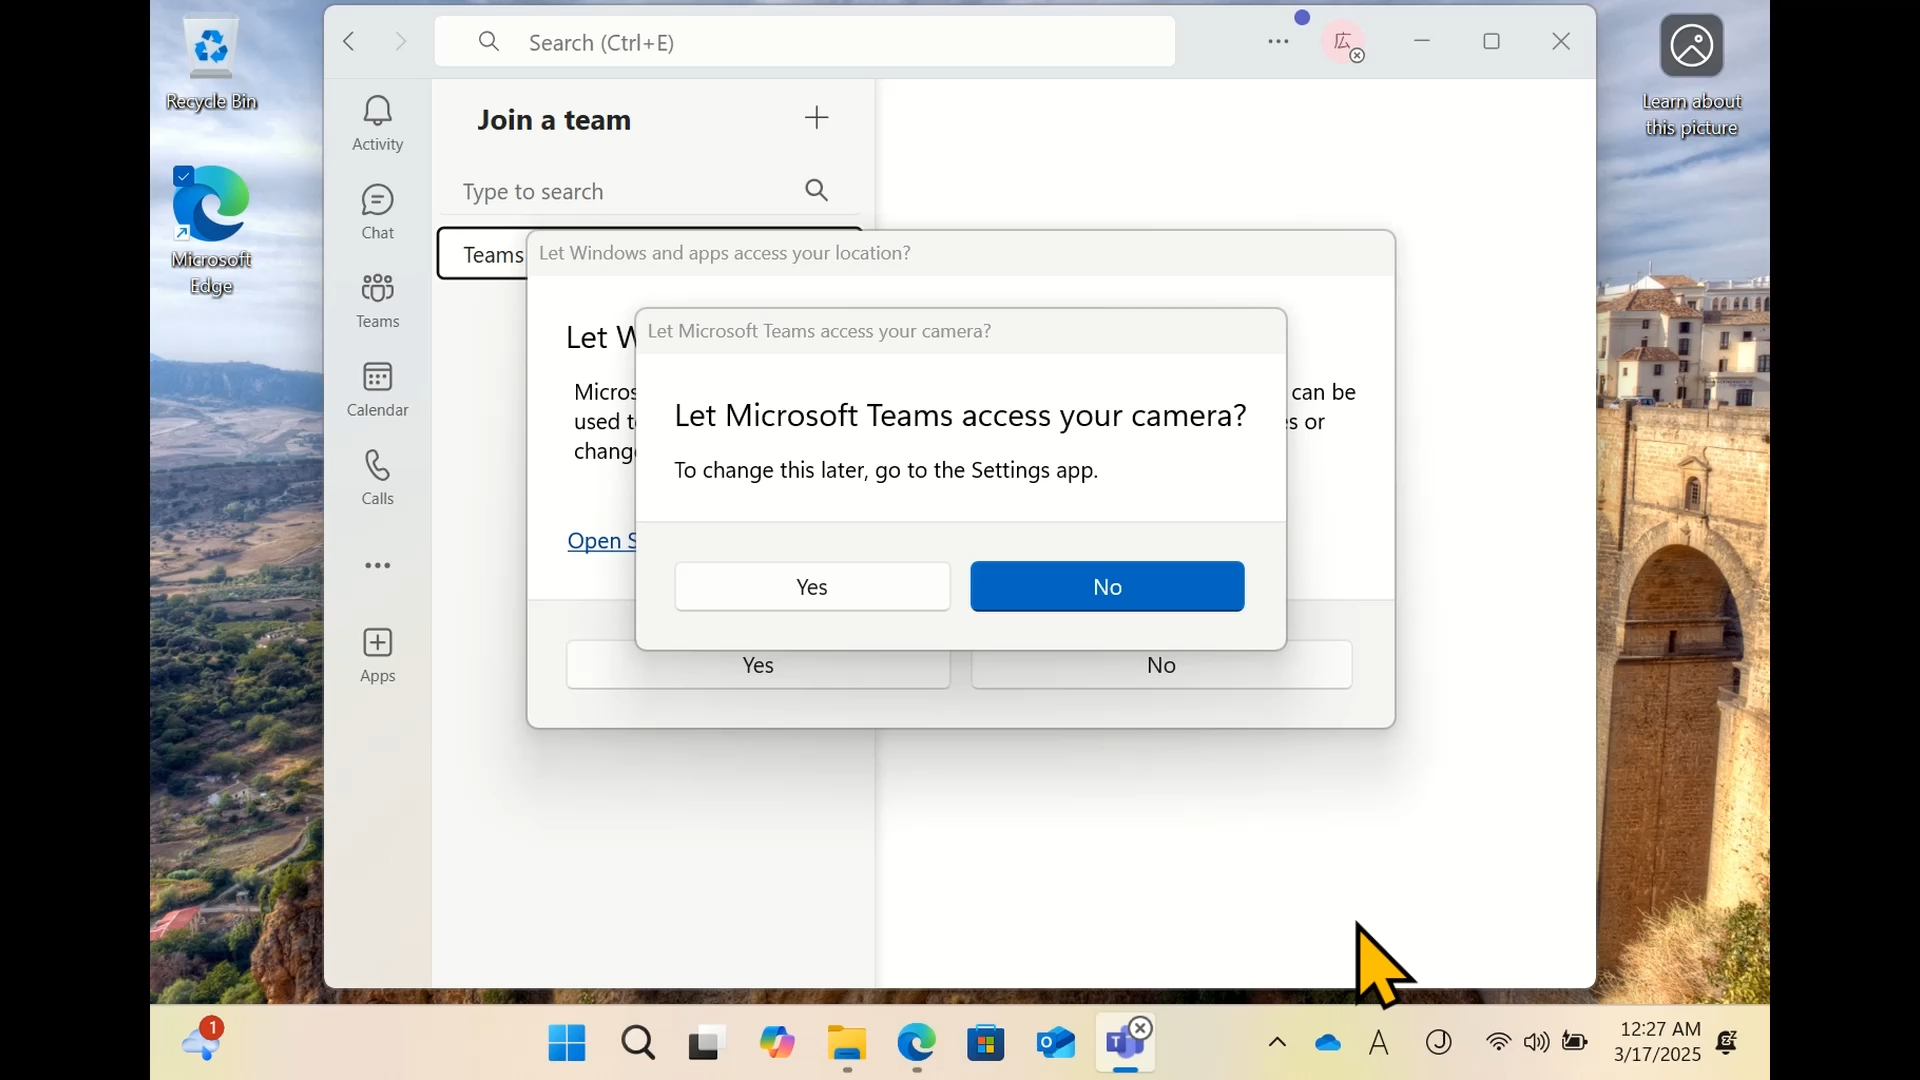 Recycle Bin
Microsoft
Edge
Search (Ctrl+E)
広
Learn about
this picture
Activity
Chat
Teams
Calendar
Calls
Apps
Join a team
Type to search
Teams
Let Windows and apps access your location?
Let W
Micros
can be
used t
s or
chang
Open S
Yes
No
Let Microsoft Teams access your camera?
Let Microsoft Teams access your camera?
To change this later, go to the Settings app.
Yes
No
1
A
J
12:27 AM
3/17/2025